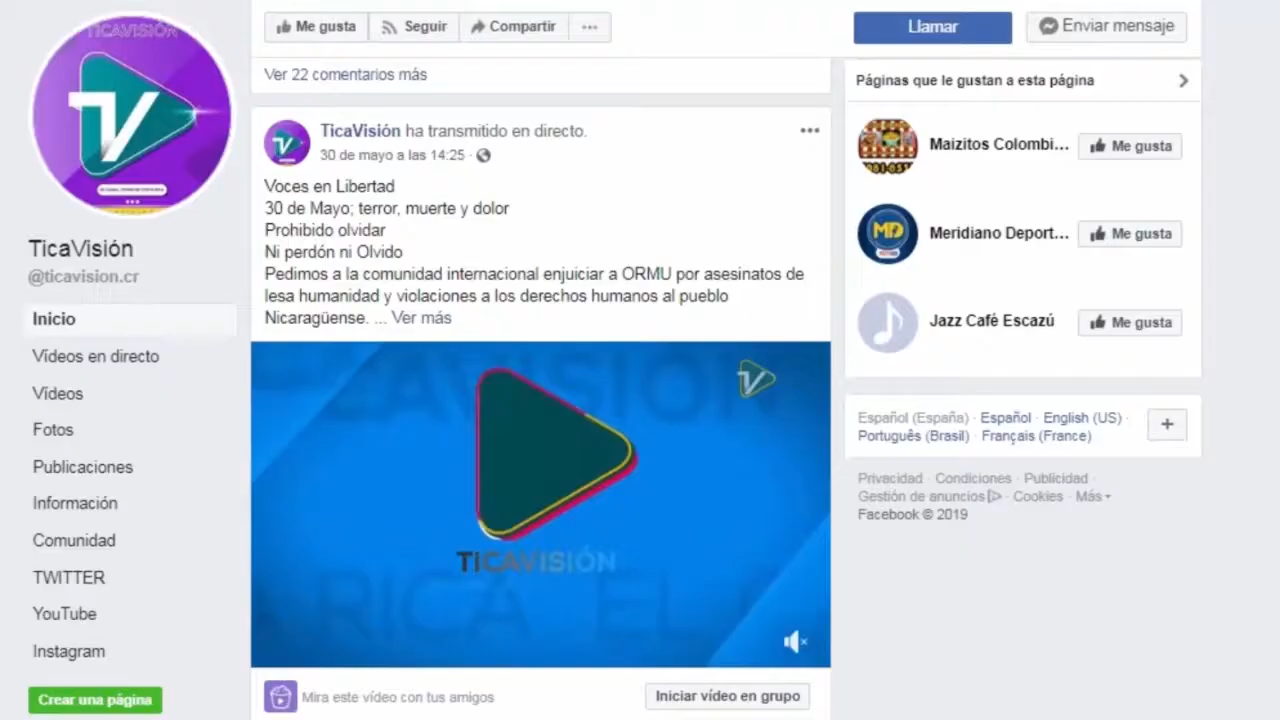 TICAVISIÓN
TV
TicaVisión
@ticavision.cr
Inicio
Vídeos en directo
Vídeos
Fotos
Publicaciones
Información
Comunidad
TWITTER
YouTube
Instagram
Crear una página
Me gusta
Seguir
Compartir
Llamar
Enviar mensaje
Ver 22 comentarios más
TicaVisión ha transmitido en directo.
30 de mayo a las 14:25 ·
Voces en Libertad
30 de Mayo; terror, muerte y dolor
Prohibido olvidar
Ni perdón ni Olvido
Pedimos a la comunidad internacional enjuiciar a ORMU por asesinatos de
lesa humanidad y violaciones a los derechos humanos al pueblo
Nicaragüense. ... Ver más
TICAVISIÓN
Mira este vídeo con tus amigos
Iniciar vídeo en grupo
Páginas que le gustan a esta página
Maizitos Colombi... Me gusta
MD
Meridiano Deport... Me gusta
Jazz Café Escazú Me gusta
Español (España) · Español · English (US) ·
Português (Brasil) · Français (France)
+
Privacidad · Condiciones · Publicidad ·
Gestión de anuncios · Cookies · Más
Facebook © 2019